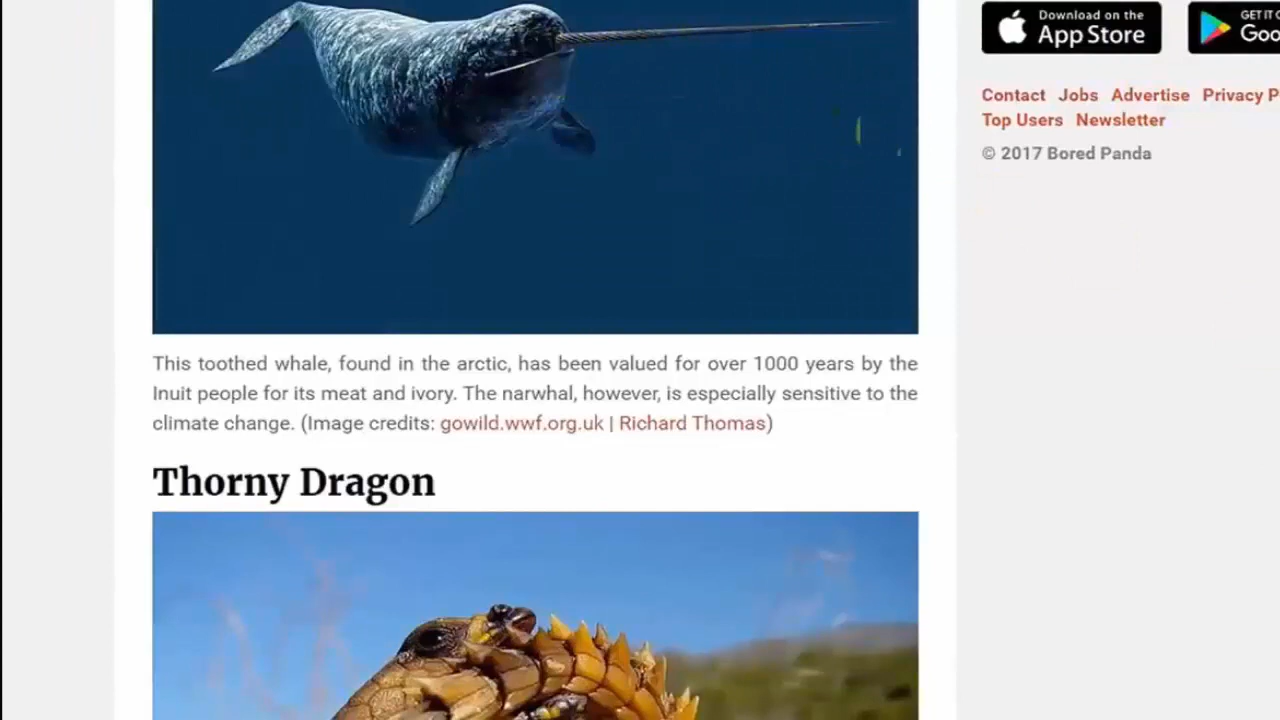 Download on the
App Store
GET IT
Goo
Contact Jobs Advertise Privacy P
Top Users Newsletter
© 2017 Bored Panda
This toothed whale, found in the arctic, has been valued for over 1000 years by the
Inuit people for its meat and ivory. The narwhal, however, is especially sensitive to the
climate change. (Image credits: gowild.wwf.org.uk | Richard Thomas)
Thorny Dragon